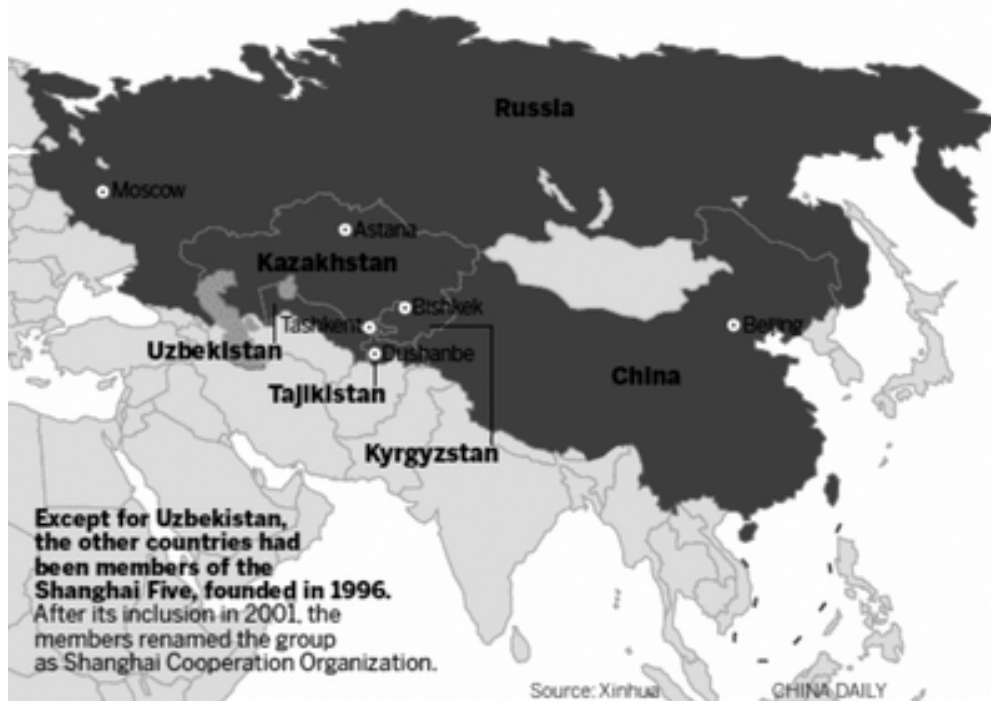 Russia
Moscow
Astana
Kazakhstan
Bishkek
Tashkent
Beijing
Uzbekistan
Dushanbe
China
Tajikistan
Kyrgyzstan
Except for Uzbekistan,
the other countries had
been members of the
Shanghai Five, founded in 1996.
After its inclusion in 2001, the
members renamed the group
as Shanghai Cooperation Organization.
Source: Xinhua
CHINA DAILY